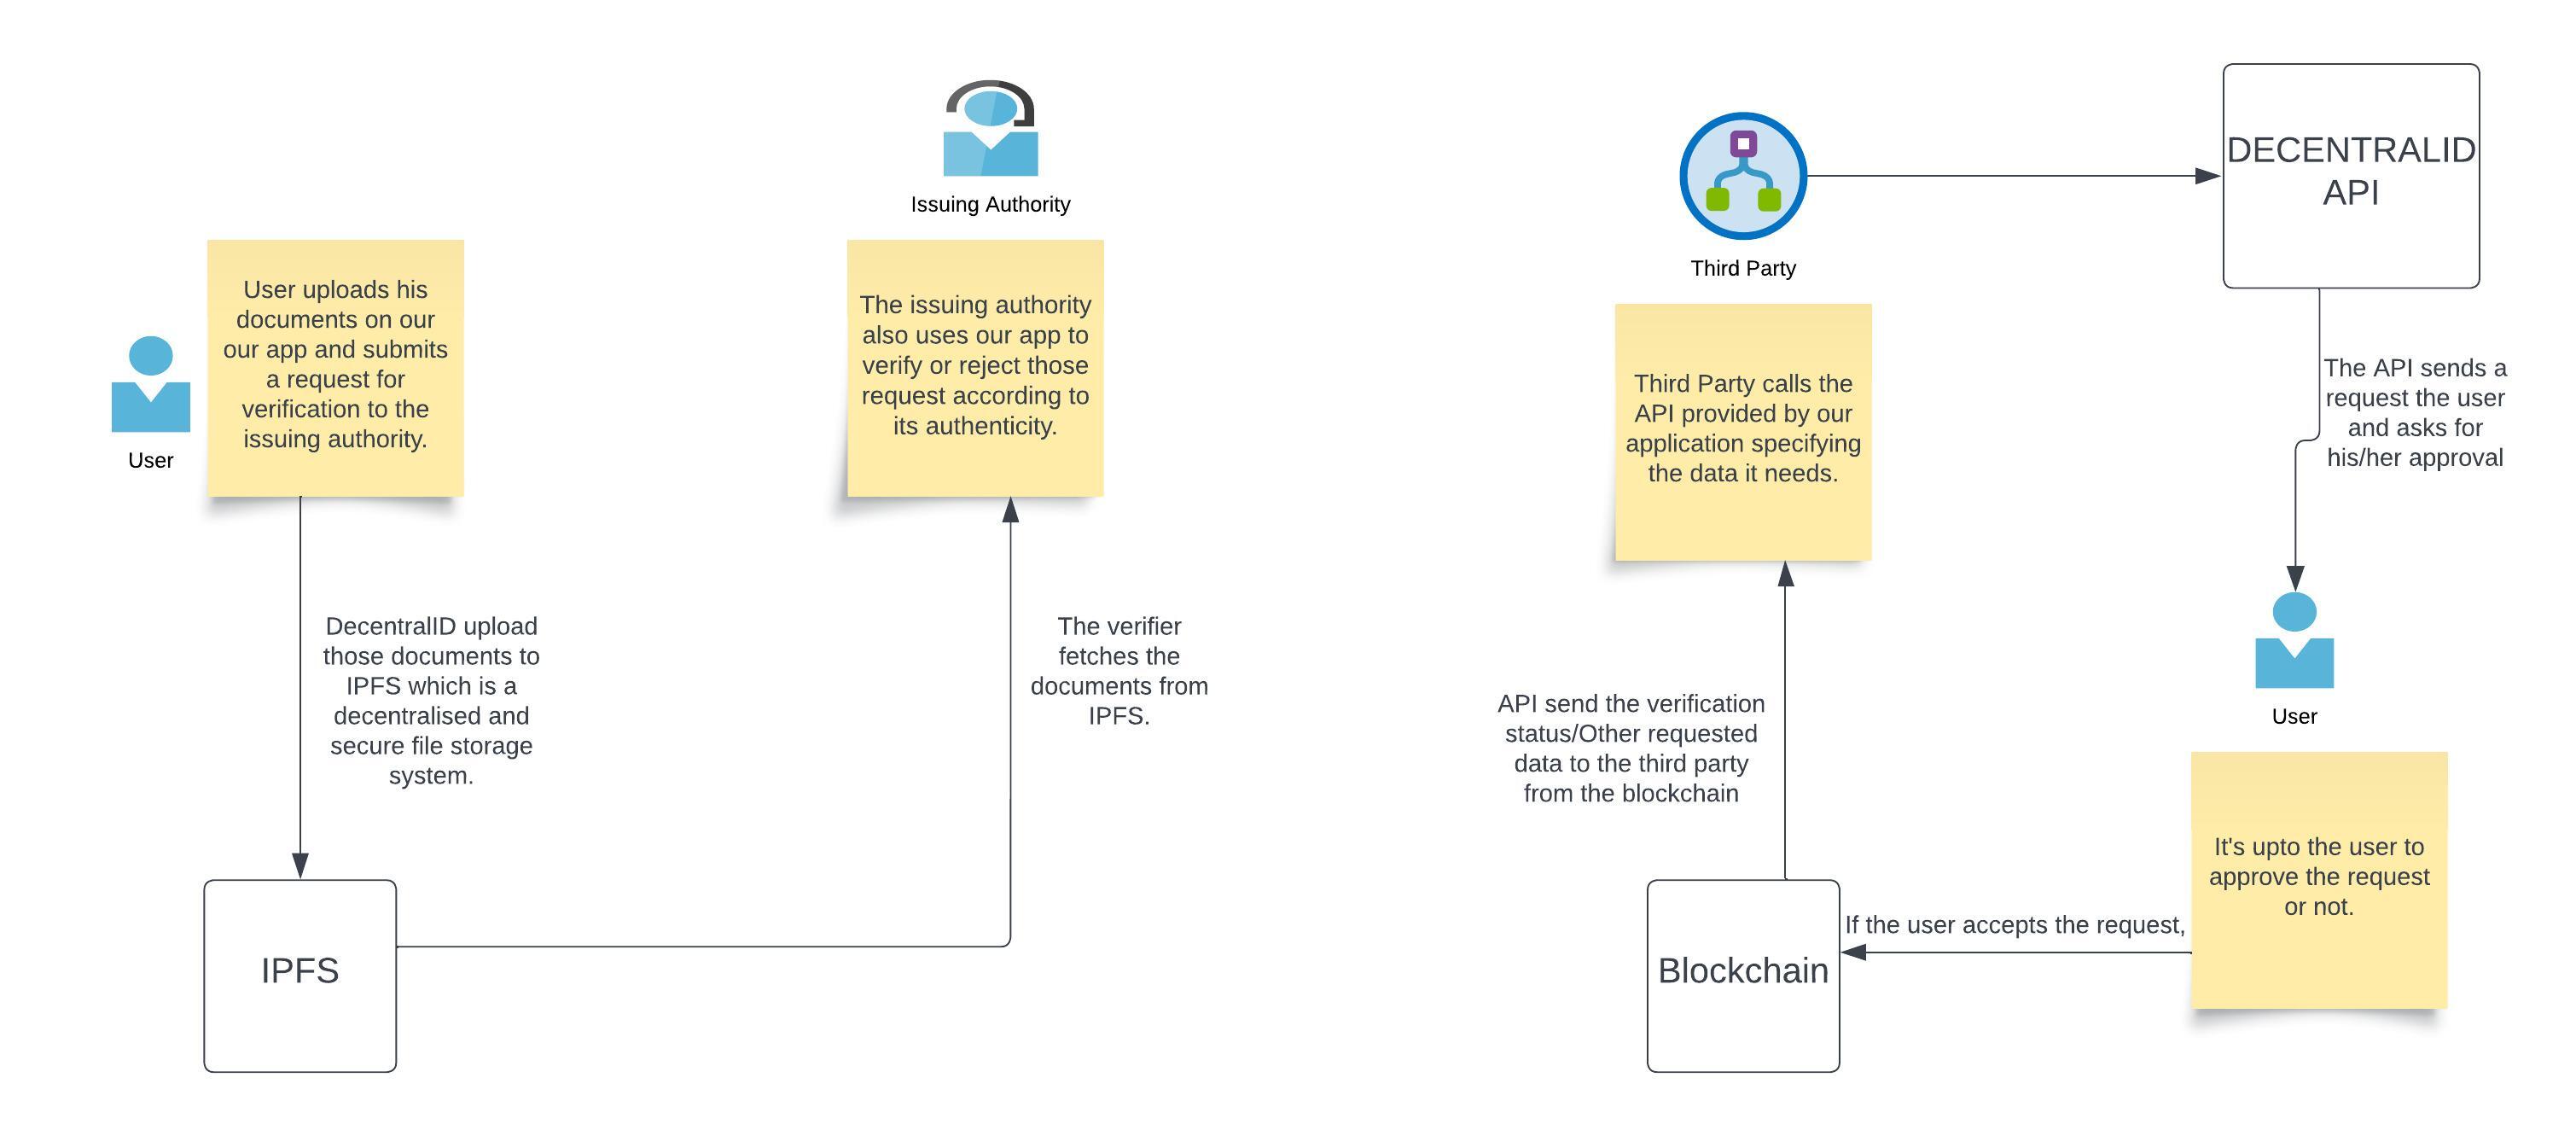 Issuing Authority
User uploads his
documents on our
our app and submits
a request for
verification to the
issuing authority.
User
The issuing authority
also uses our app to
verify or reject those
request according to
its authenticity.
DecentralID upload
those documents to
IPFS which is a
decentralised and
secure file storage
system.
The verifier
fetches the
documents from
IPFS.
IPFS
Third Party
DECENTRALID
API
Third Party calls the
API provided by our
application specifying
the data it needs.
The API sends a
request the user
and asks for
his/her approval
User
It's upto the user to
approve the request
or not.
If the user accepts the request,
Blockchain
API send the verification
status/Other requested
data to the third party
from the blockchain